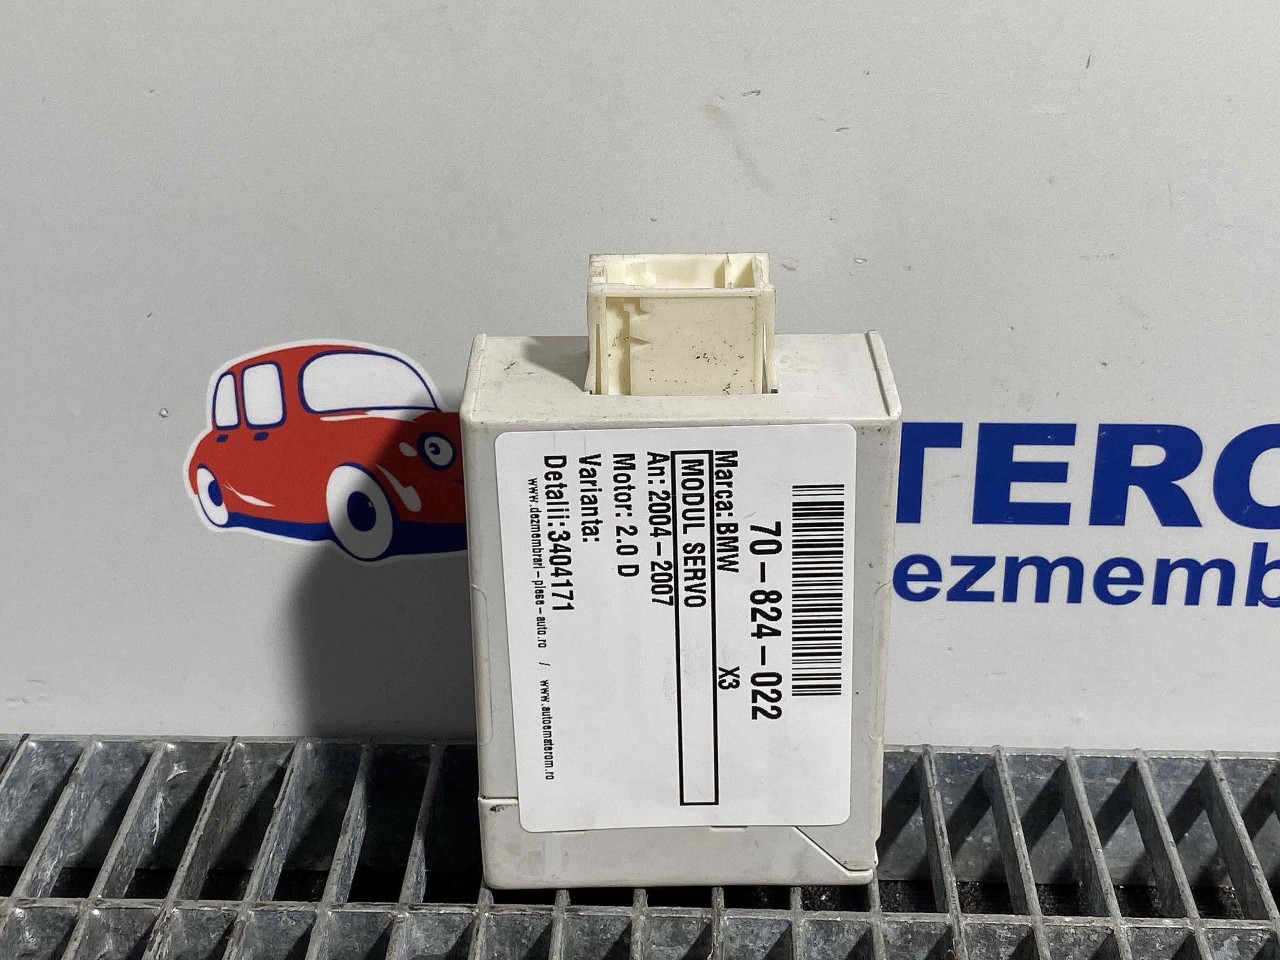 70-824-022
Marca: BMW X3
MODUL SERVO
An: 2004-2007
Motor: 2.0 D
Varianta:
Detalii:3404171
www.dezmembrari-piese-auto.ro / www.autoematerom.ro
TERO
ezmemb